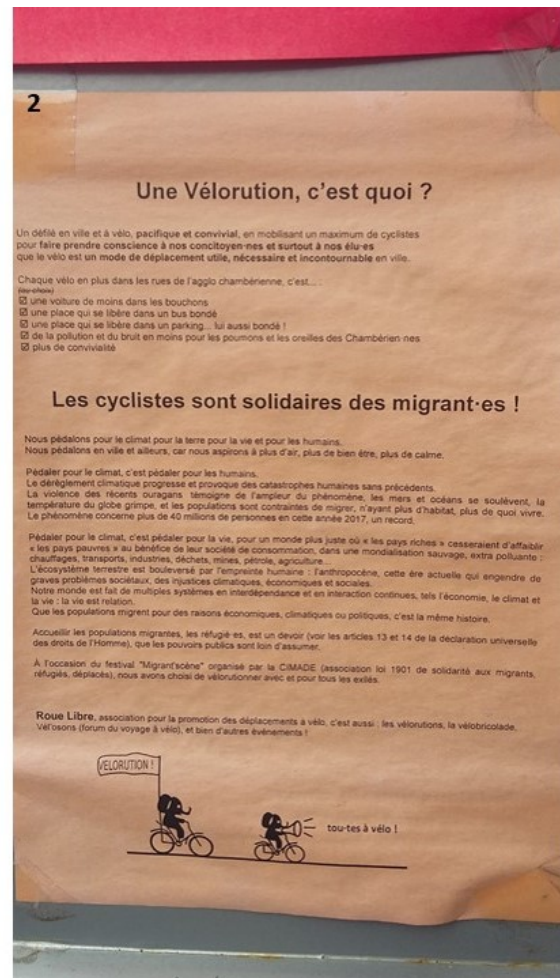 2
Une Vélorution, c'est quoi ?
Un défilé en ville et à vélo, pacifique et convivial, en mobilisant un maximum de cyclistes
pour faire prendre conscience à nos concitoyen·nes et surtout à nos élu·es
que le vélo est un mode de déplacement utile, nécessaire et incontournable en ville.
Chaque vélo en plus dans les rues de l'agglo chambérienne, c'est... :
(au choix)
☑ une voiture de moins dans les bouchons
☑ une place qui se libère dans un bus bondé
☑ une place qui se libère dans un parking... lui aussi bondé !
☑ de la pollution et du bruit en moins pour les poumons et les oreilles des Chambérien·nes
☑ plus de convivialité
Les cyclistes sont solidaires des migrant·es !
Nous pédalons pour le climat pour la terre pour la vie et pour les humains.
Nous pédalons en ville et ailleurs, car nous aspirons à plus d'air, plus de bien être, plus de calme.
Pédaler pour le climat, c'est pédaler pour les humains.
Le dérèglement climatique progresse et provoque des catastrophes humaines sans précédents.
La violence des récents ouragans témoigne de l'ampleur du phénomène, les mers et océans se soulèvent, la
température du globe grimpe, et les populations sont contraintes de migrer, n'ayant plus d'habitat, plus de quoi vivre.
Le phénomène concerne plus de 40 millions de personnes en cette année 2017, un record.
Pédaler pour le climat, c'est pédaler pour la vie, pour un monde plus juste où « les pays riches » cesseraient d'affaiblir
« les pays pauvres » au bénéfice de leur société de consommation, dans une mondialisation sauvage, extra polluante :
chauffages, transports, industries, déchets, mines, pétrole, agriculture...
L'écosystème terrestre est bouleversé par l'empreinte humaine : l'anthropocène, cette ère actuelle qui engendre de
graves problèmes sociétaux, des injustices climatiques, économiques et sociales.
Notre monde est fait de multiples systèmes en interdépendance et en interaction continues, tels l'économie, le climat et
la vie : la vie est relation.
Que les populations migrent pour des raisons économiques, climatiques ou politiques, c'est la même histoire.
Accueillir les populations migrantes, les réfugié·es, est un devoir (voir les articles 13 et 14 de la déclaration universelle
des droits de l'Homme), que les pouvoirs publics sont loin d'assumer.
À l'occasion du festival "Migrant'scène" organisé par la CIMADE (association loi 1901 de solidarité aux migrants,
réfugiés, déplacés), nous avons choisi de vélorutionner avec et pour tous les exilés.
Roue Libre, association pour la promotion des déplacements à vélo, c'est aussi : les vélorutions, la vélobricolade,
Vél'osons (forum du voyage à vélo), et bien d'autres événements !
VELORUTION !
tou·tes à vélo !